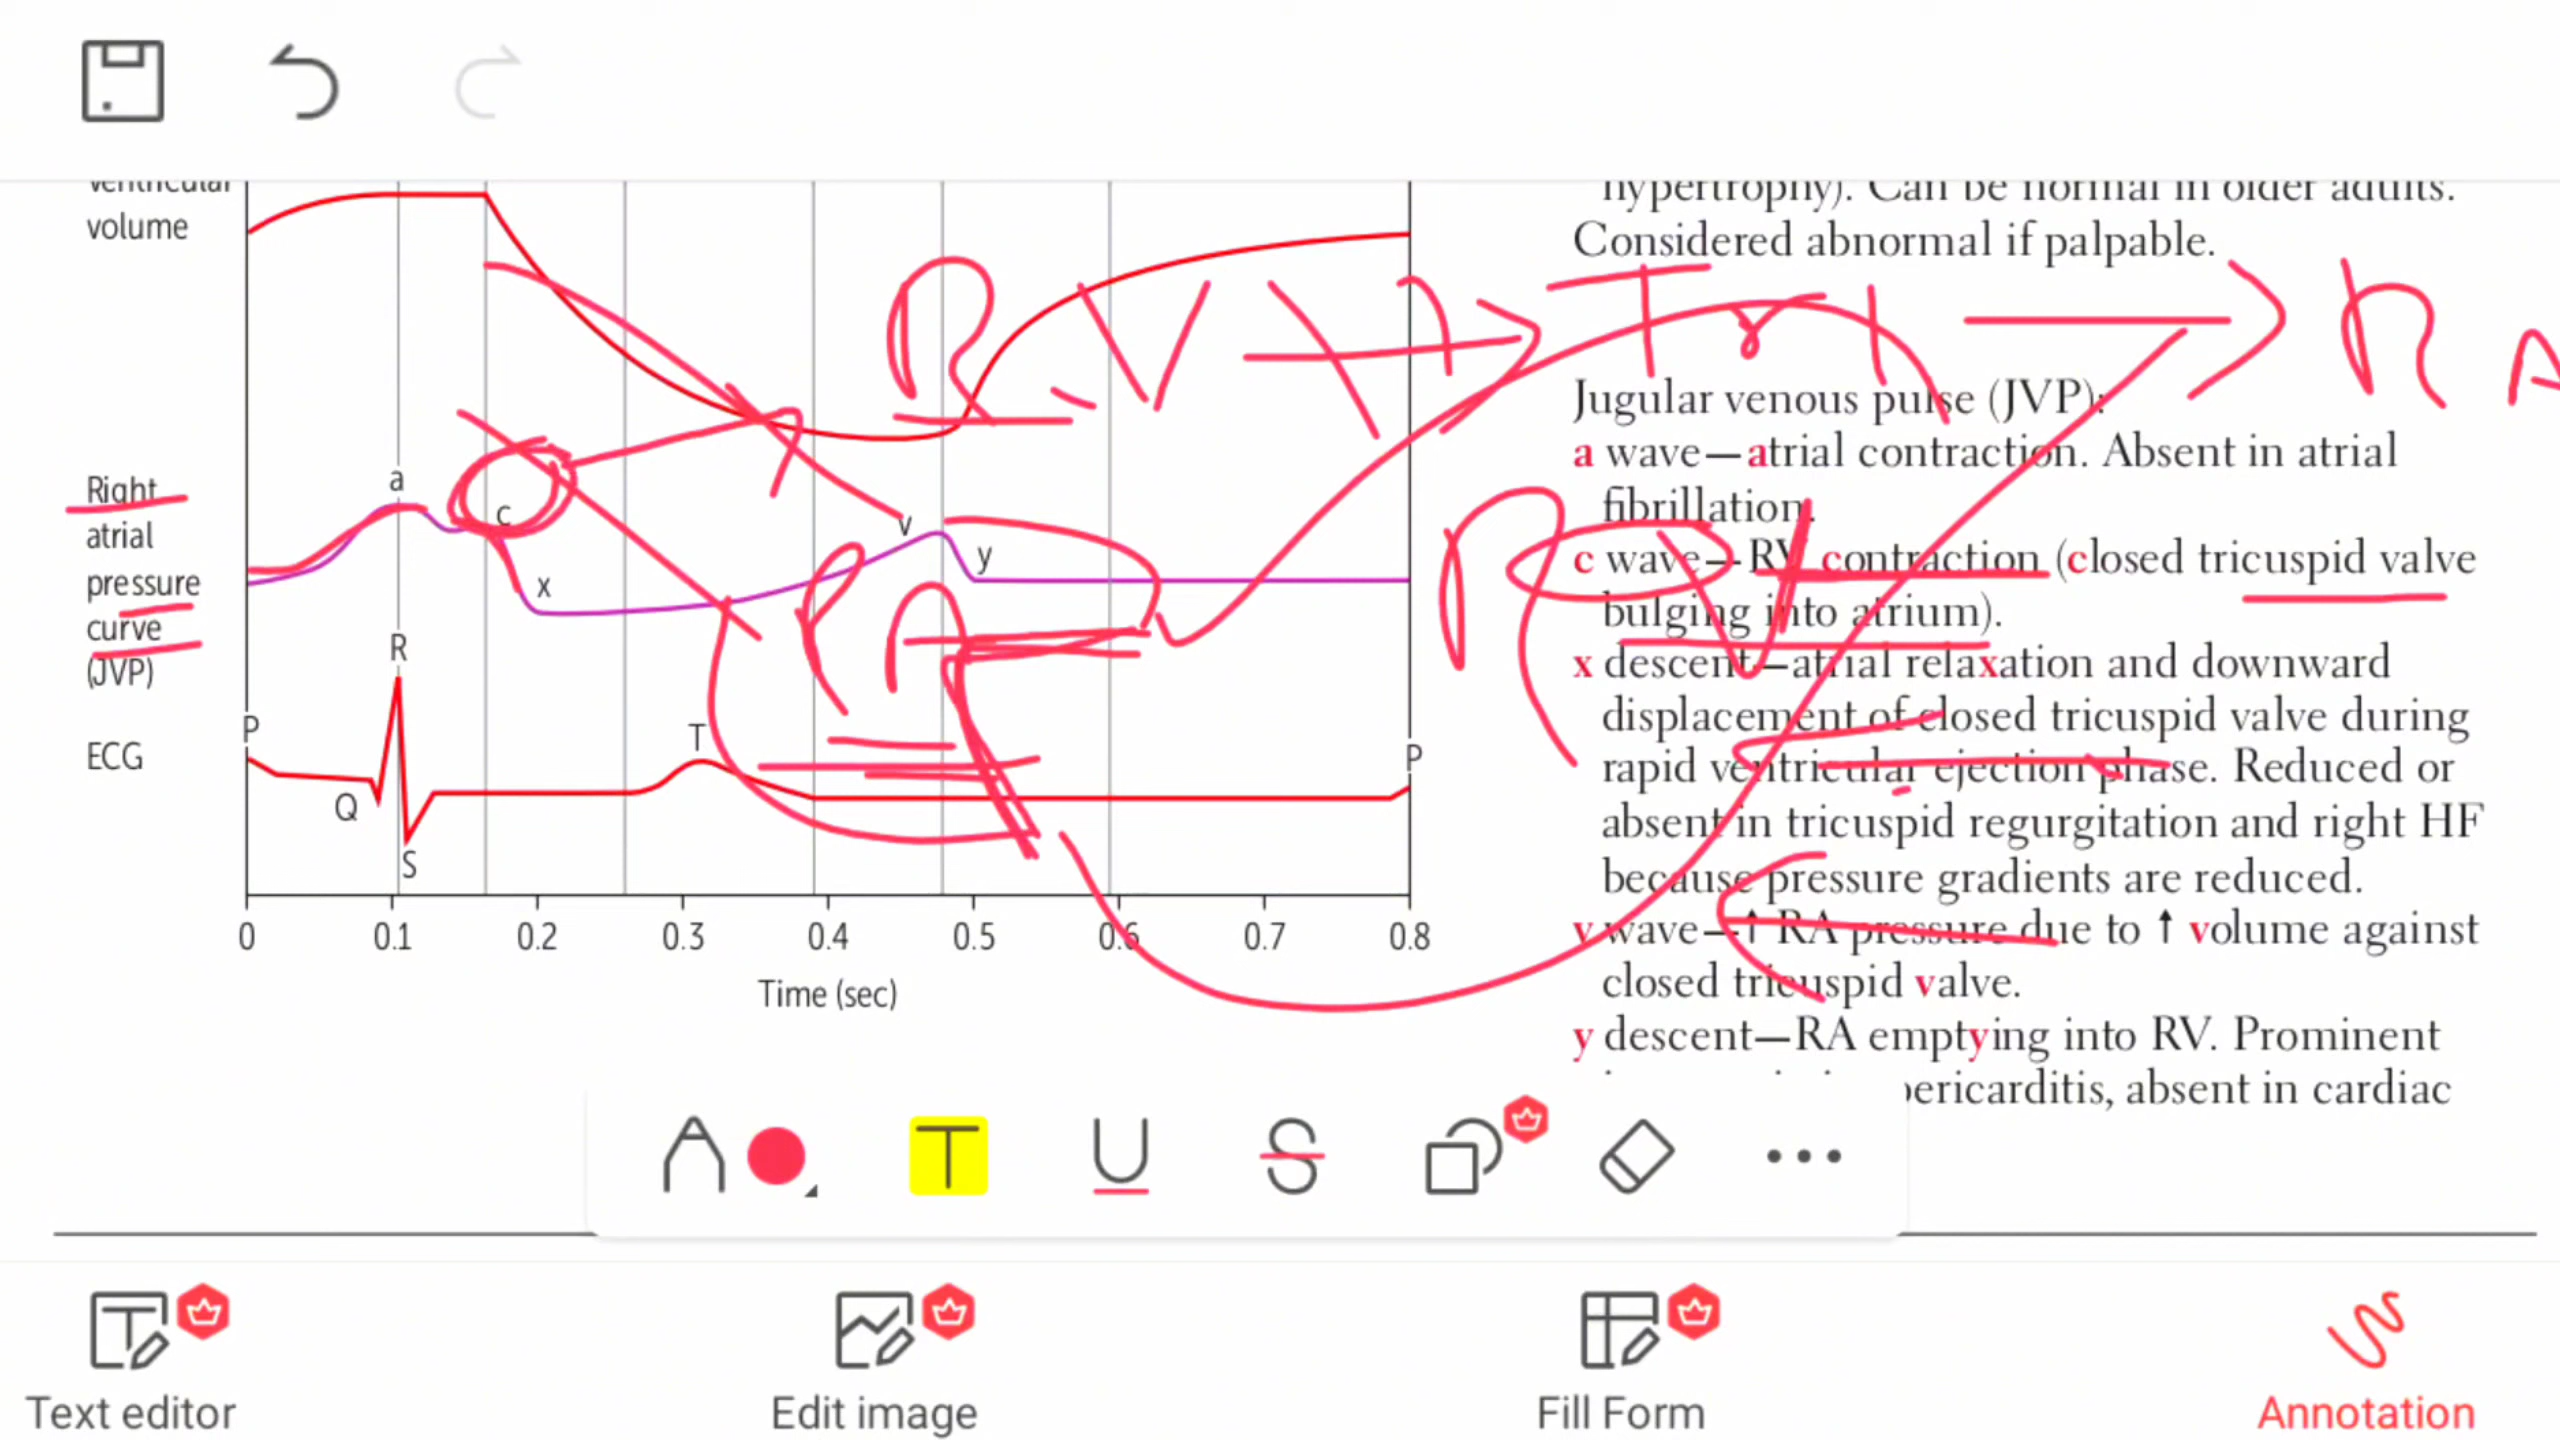 ventricular
volume
Right
atrial
pressure
curve
(JVP)
ECG
a
c
x
v
y
P
Q
R
S
T
P
0 0.1 0.2 0.3 0.4 0.5 0.6 0.7 0.8
Time (sec)
R V
RA
RV
hypertrophy). Can be normal in older adults.
Considered abnormal if palpable.
Jugular venous pulse (JVP):
a wave—atrial contraction. Absent in atrial
fibrillation.
c wave—RV contraction (closed tricuspid valve
bulging into atrium).
x descent—atrial relaxation and downward
displacement of closed tricuspid valve during
rapid ventricular ejection phase. Reduced or
absent in tricuspid regurgitation and right HF
because pressure gradients are reduced.
v wave—↑ RA pressure due to ↑ volume against
closed tricuspid valve.
y descent—RA emptying into RV. Prominent
pericarditis, absent in cardiac
T U S
Text editor
Edit image
Fill Form
Annotation